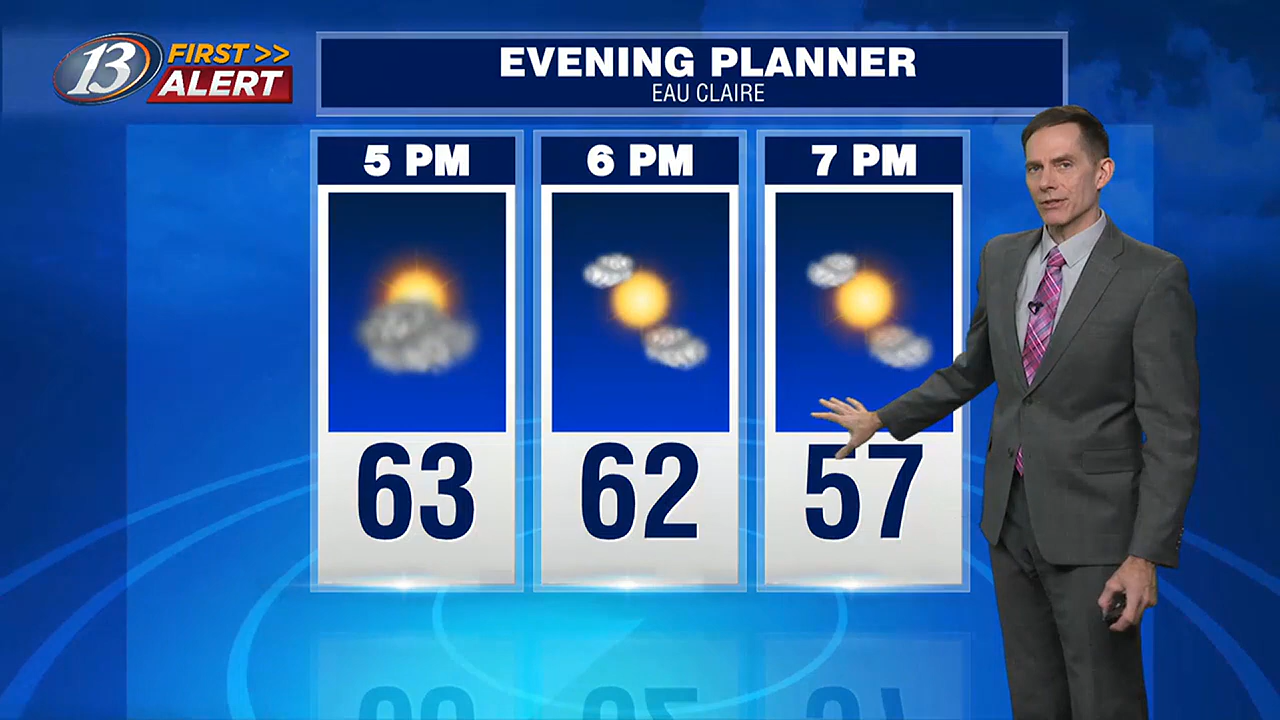 13 FIRST >>
ALERT
EVENING PLANNER
EAU CLAIRE
5 PM
6 PM
7 PM
63
62
57